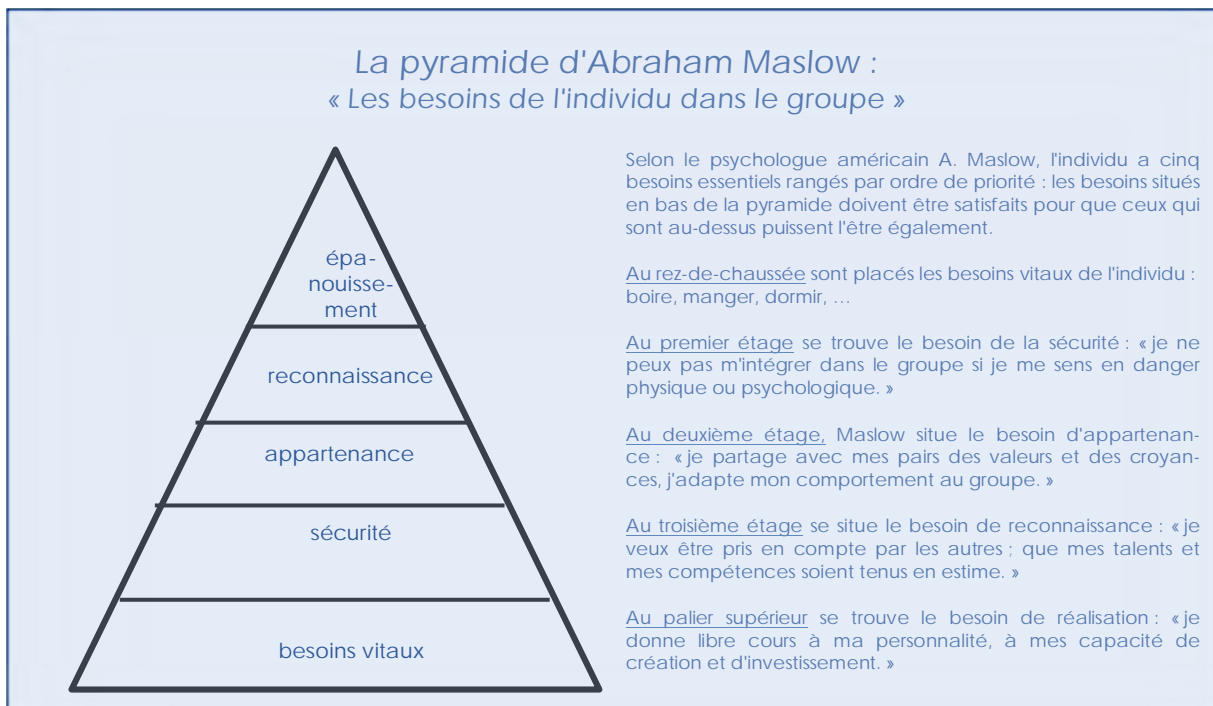 La pyramide d'Abraham Maslow :
« Les besoins de l'individu dans le groupe »
épa-
nouisse-
ment
reconnaissance
appartenance
sécurité
besoins vitaux
Selon le psychologue américain A. Maslow, l'individu a cinq
besoins essentiels rangés par ordre de priorité : les besoins situés
en bas de la pyramide doivent être satisfaits pour que ceux qui
sont au-dessus puissent l'être également.
Au rez-de-chaussée sont placés les besoins vitaux de l'individu :
boire, manger, dormir, …
Au premier étage se trouve le besoin de la sécurité : « je ne
peux pas m'intégrer dans le groupe si je me sens en danger
physique ou psychologique. »
Au deuxième étage, Maslow situe le besoin d'appartenan-
ce : « je partage avec mes pairs des valeurs et des croyan-
ces, j'adapte mon comportement au groupe. »
Au troisième étage se situe le besoin de reconnaissance : « je
veux être pris en compte par les autres ; que mes talents et
mes compétences soient tenus en estime. »
Au palier supérieur se trouve le besoin de réalisation : « je
donne libre cours à ma personnalité, à mes capacité de
création et d'investissement. »